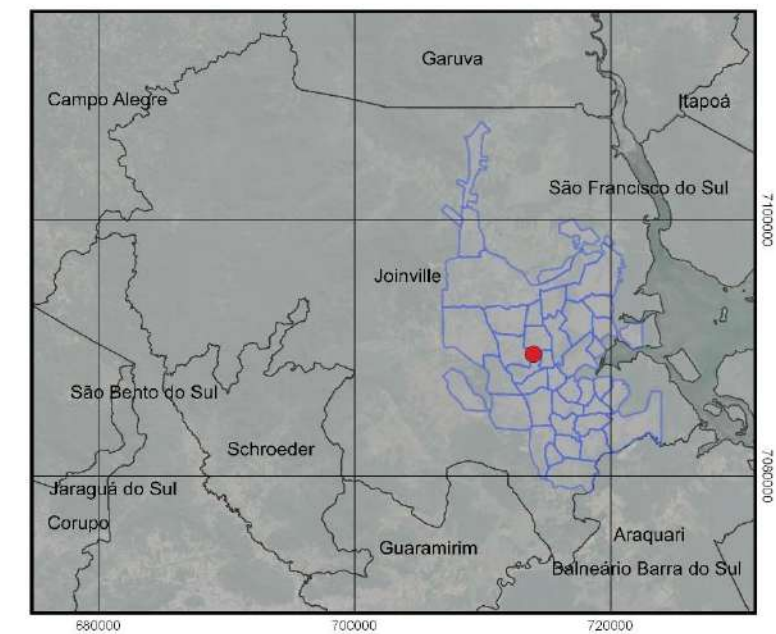 Garuva
Campo Alegre
Itapoá
São Francisco do Sul
7100000
Joinville
São Bento do Sul
Schroeder
7080000
Jaraguá do Sul
Corupo
Araquari
Guaramirim
Balneário Barra do Sul
680000
700000
720000